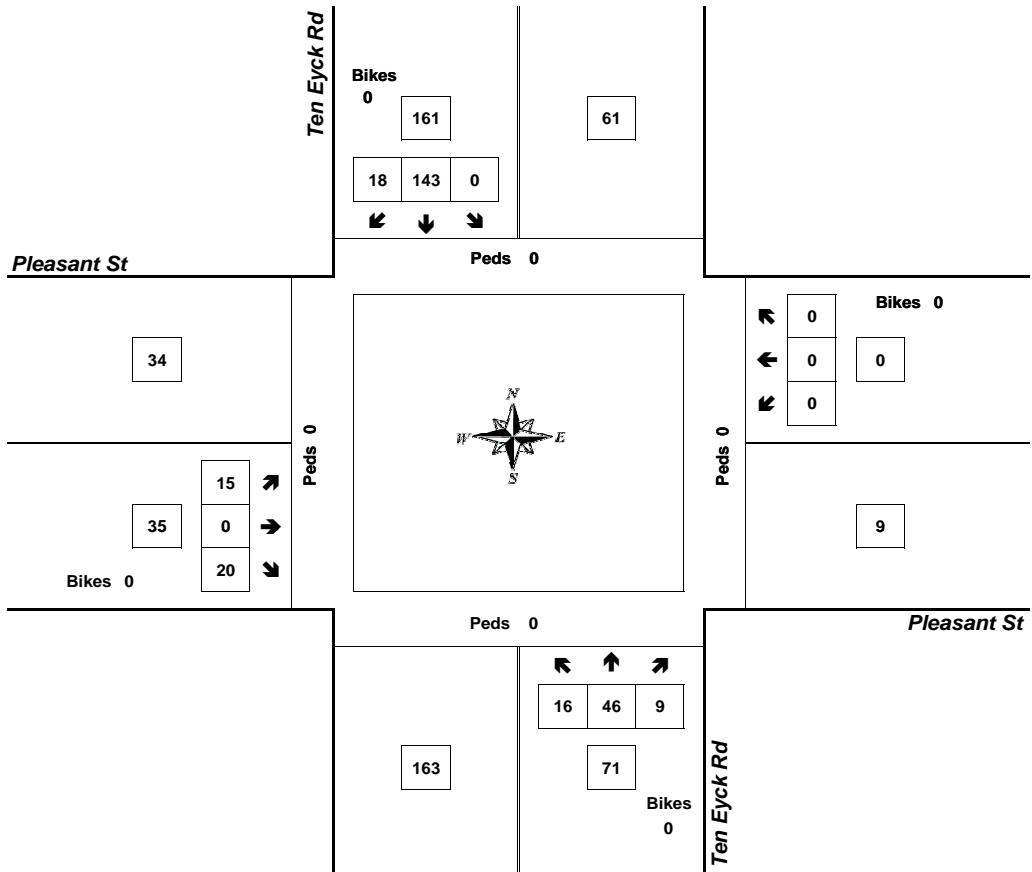 Ten Eyck Rd
Bikes
0
161
61
18 143 0
Peds 0
Pleasant St
Bikes 0
0
34
0
0
0
N
W E
S
Peds 0
Peds 0
15
35
0
20
Bikes 0
9
Peds 0
Pleasant St
16 46 9
163
71
Bikes
0
Ten Eyck Rd